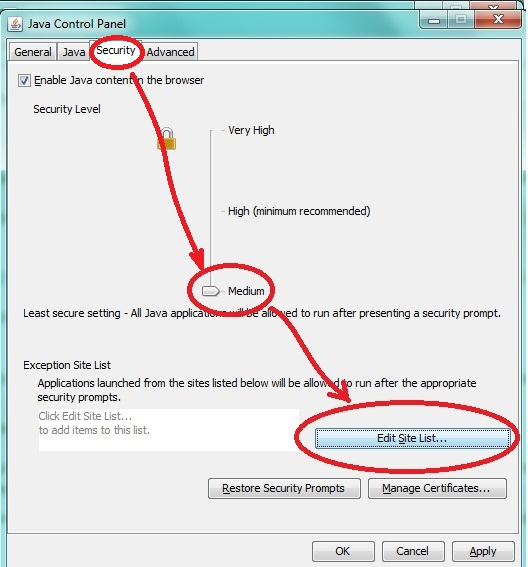 Java Control Panel
General Java Security Advanced
Enable Java content in the browser
Security Level
Very High
High (minimum recommended)
Medium
Least secure setting - All Java applications will be allowed to run after presenting a security prompt.
Exception Site List
Applications launched from the sites listed below will be allowed to run after the appropriate
security prompts.
Click Edit Site List...
to add items to this list.
Edit Site List...
Restore Security Prompts Manage Certificates...
OK Cancel Apply